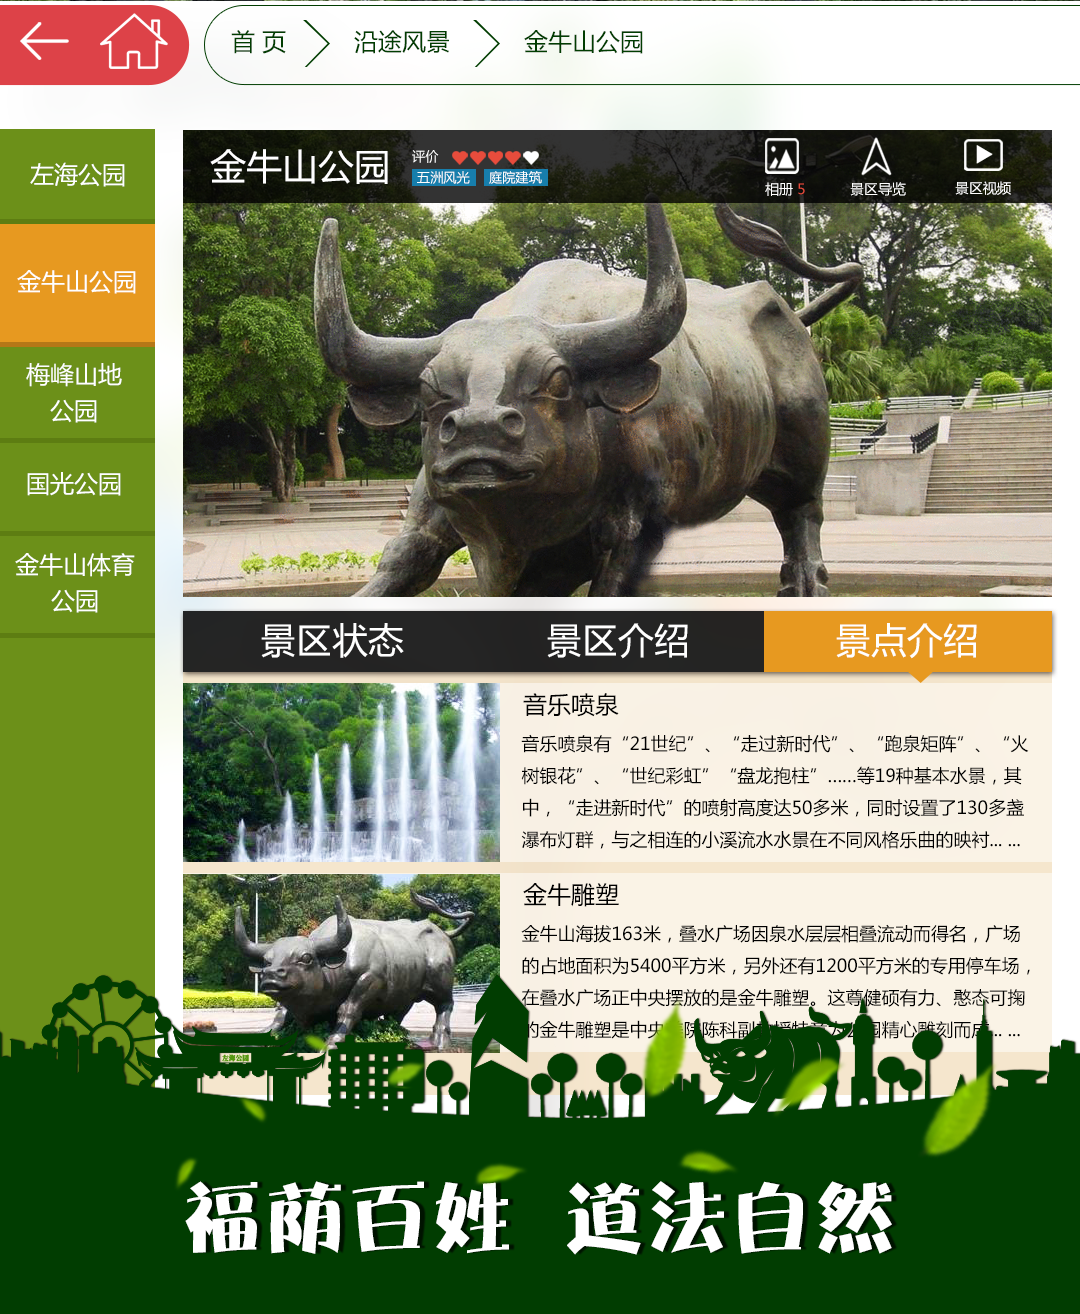 首 页
沿途风景
金牛山公园
左海公园
金牛山公园
梅峰山地
公园
国光公园
金牛山体育
公园
金牛山公园
评价
五洲风光 庭院建筑
相册 5
景区导览
景区视频
景区状态
景区介绍
景点介绍
音乐喷泉
音乐喷泉有“21世纪”、“走过新时代”、“跑泉矩阵”、“火
树银花”、“世纪彩虹”“盘龙抱柱”……等19种基本水景，其
中，“走进新时代”的喷射高度达50多米，同时设置了130多盏
瀑布灯群，与之相连的小溪流水水景在不同风格乐曲的映衬... ...
金牛雕塑
金牛山海拔163米，叠水广场因泉水层层相叠流动而得名，广场
的占地面积为5400平方米，另外还有1200平方米的专用停车场，
在叠水广场正中央摆放的是金牛雕塑。这尊健硕有力、憨态可掬
的金牛雕塑是中央 院陈科副 精心雕刻而成... ...
左海公园
福荫百姓 道法自然